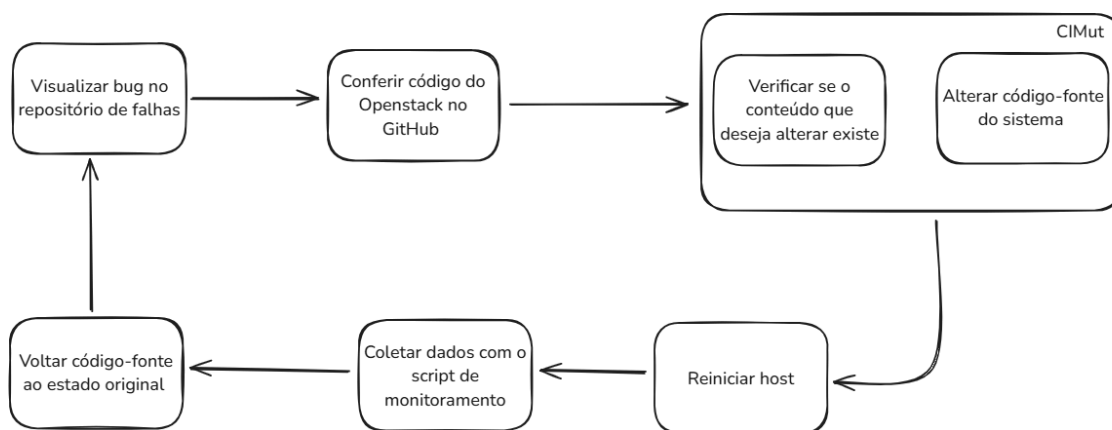 Visualizar bug no
repositório de falhas
Conferir código do
Openstack no
GitHub
CIMut
Verificar se o
conteúdo que
deseja alterar existe
Alterar código-fonte
do sistema
Reiniciar host
Coletar dados com o
script de
monitoramento
Voltar código-fonte
ao estado original